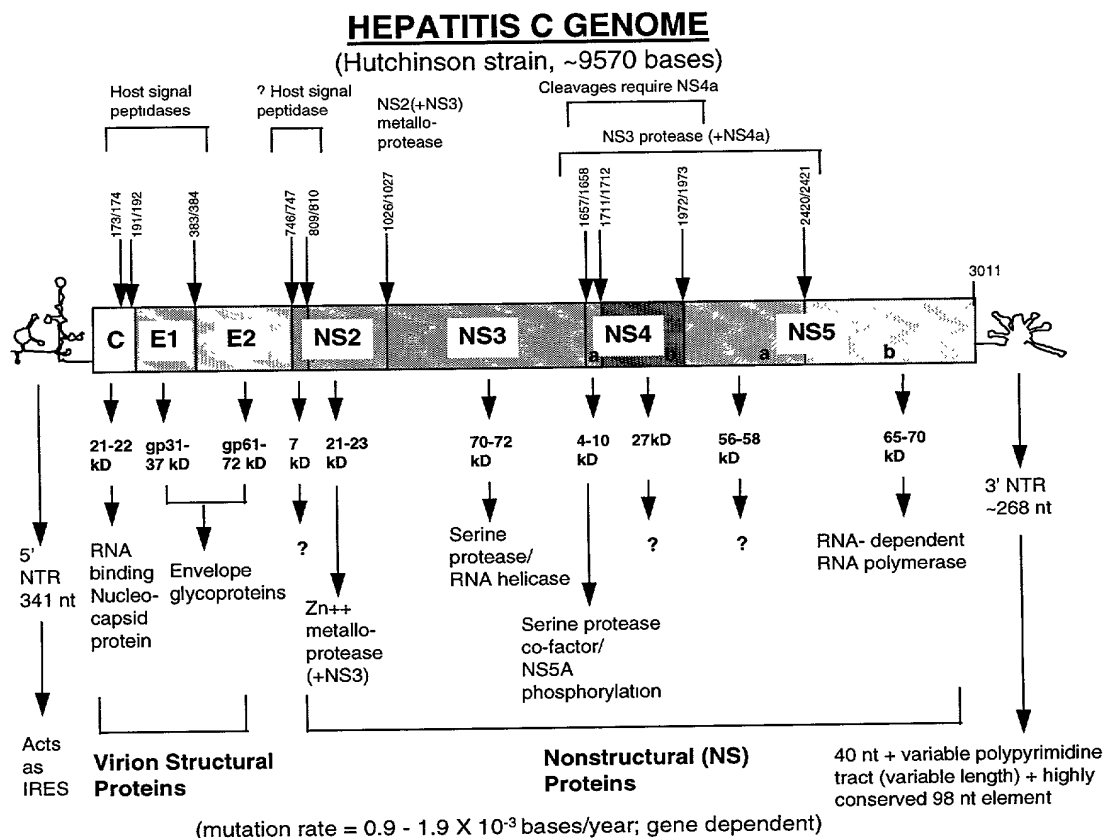 HEPATITIS C GENOME
(Hutchinson strain, ~9570 bases)
Host signal
peptidases
? Host signal
peptidase
NS2(+NS3)
metallo-
protease
Cleavages require NS4a
NS3 protease (+NS4a)
173/174
191/192
383/384
746/747
809/810
1026/1027
1657/1658
1711/1712
1972/1973
2420/2421
3011
C
E1
E2
NS2
NS3
NS4
a
b
NS5
a
b
21-22
kD
gp31-
37 kD
gp61-
72 kD
7
kD
21-23
kD
70-72
kD
4-10
kD
27kD
56-58
kD
65-70
kD
5'
NTR
341 nt
RNA
binding
Nucleo-
capsid
protein
Envelope
glycoproteins
?
Zn++
metallo-
protease
(+NS3)
Serine
protease/
RNA helicase
Serine protease
co-factor/
NS5A
phosphorylation
?
?
RNA- dependent
RNA polymerase
3' NTR
~268 nt
Acts
as
IRES
Virion Structural
Proteins
Nonstructural (NS)
Proteins
40 nt + variable polypyrimidine
tract (variable length) + highly
conserved 98 nt element
(mutation rate = 0.9 - 1.9 X 10⁻³ bases/year; gene dependent)